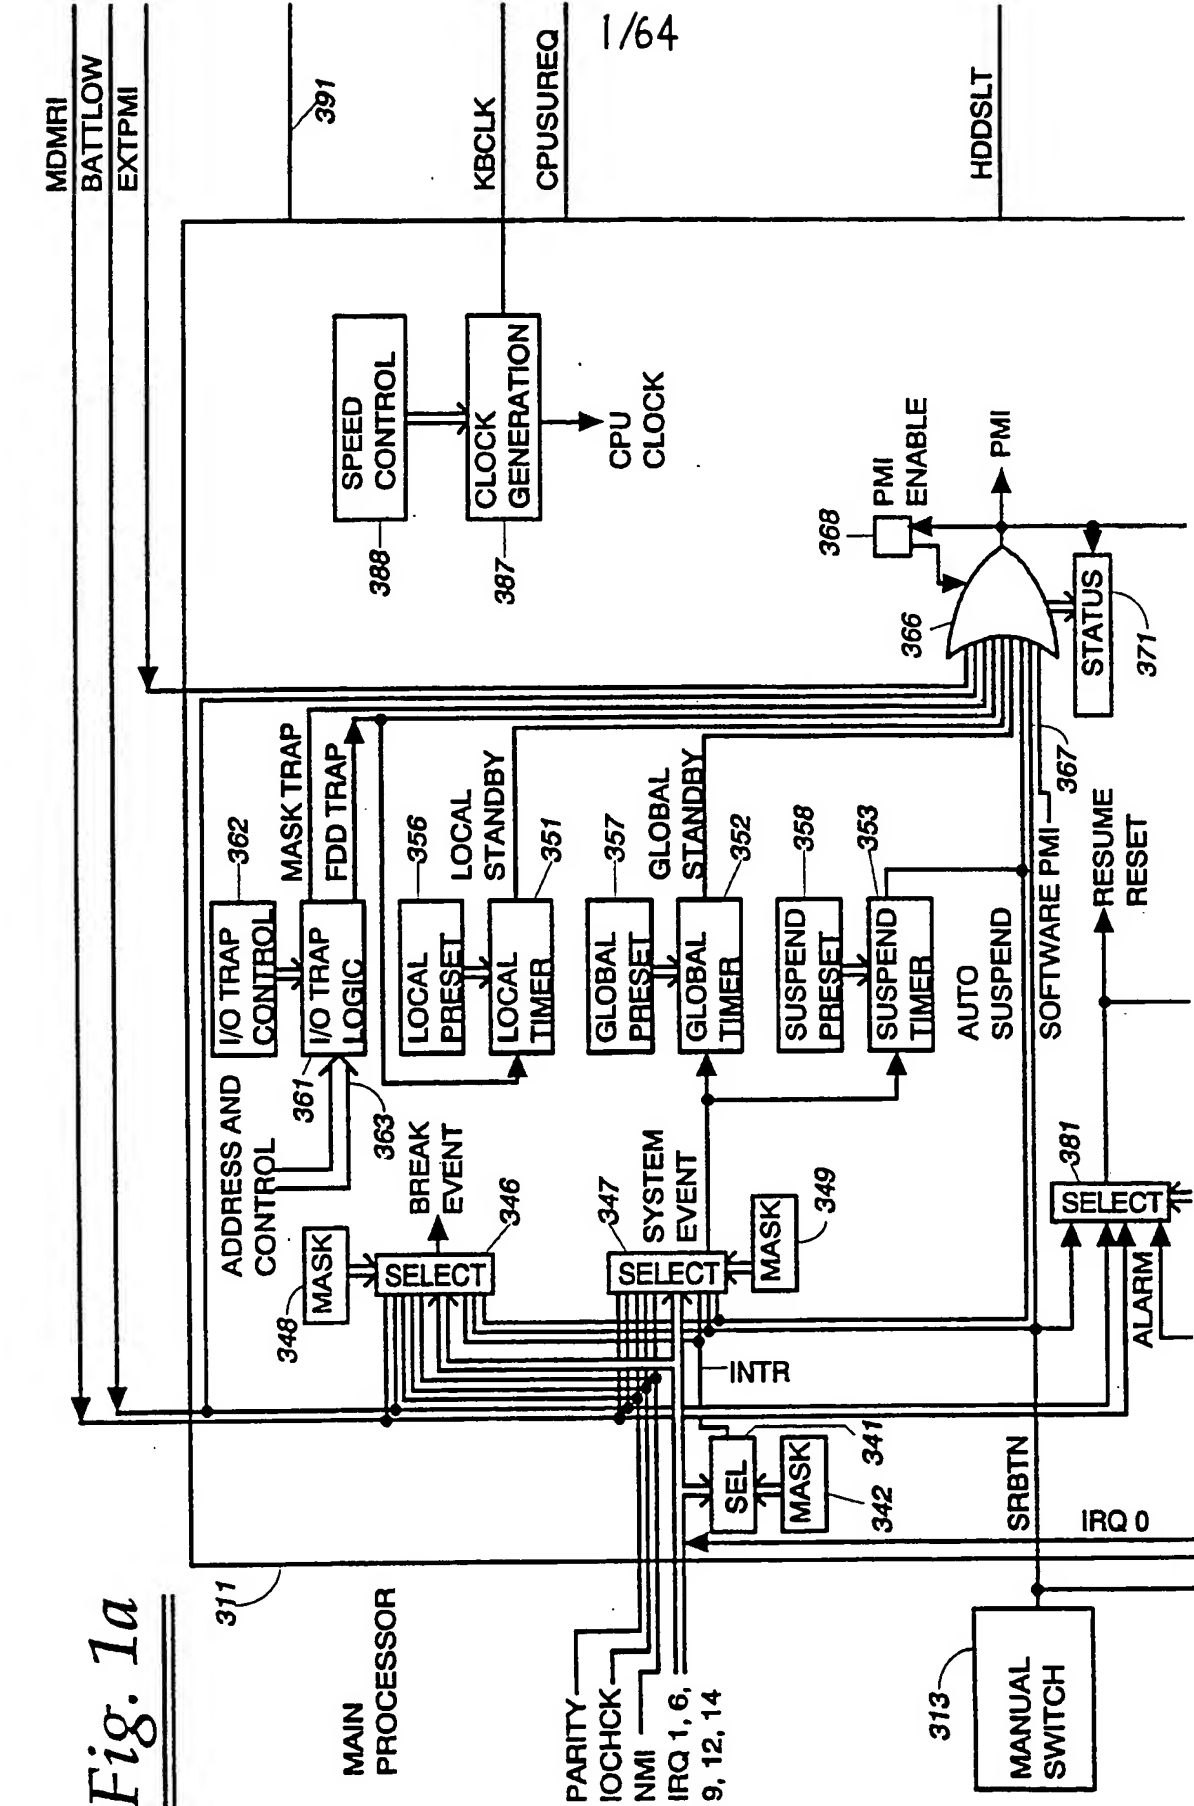 1/64
Fig. 1a
MAIN
PROCESSOR
311
MDMRI
BATTLOW
EXTPMI
391
KBCLK
CPUSUREQ
HDDSLT
SPEED
CONTROL
388
CLOCK
GENERATION
387
CPU
CLOCK
ADDRESS AND
CONTROL
363
I/O TRAP
CONTROL
362
I/O TRAP
LOGIC
361
MASK TRAP
FDD TRAP
LOCAL
PRESET
356
LOCAL
TIMER
351
LOCAL
STANDBY
GLOBAL
PRESET
357
GLOBAL
TIMER
352
GLOBAL
STANDBY
SUSPEND
PRESET
358
SUSPEND
TIMER
353
AUTO
SUSPEND
SOFTWARE PMI
367
366
368
PMI
ENABLE
PMI
STATUS
371
MASK
348
SELECT
346
BREAK
EVENT
SELECT
347
SYSTEM
EVENT
MASK
349
INTR
SEL
341
MASK
342
PARITY
IOCHCK
NMI
IRQ 1, 6,
9, 12, 14
SRBTN
IRQ 0
MANUAL
SWITCH
313
ALARM
SELECT
381
RESUME
RESET